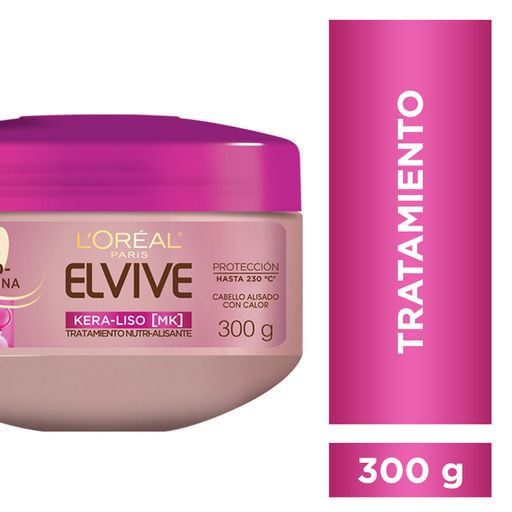 L'ORÉAL
PARIS
ELVIVE
KERA-LISO [MK]
TRATAMIENTO NUTRI-ALISANTE
PROTECCIÓN
HASTA 230 °C*
CABELLO ALISADO
CON CALOR
300 g
TRATAMIENTO
300 g